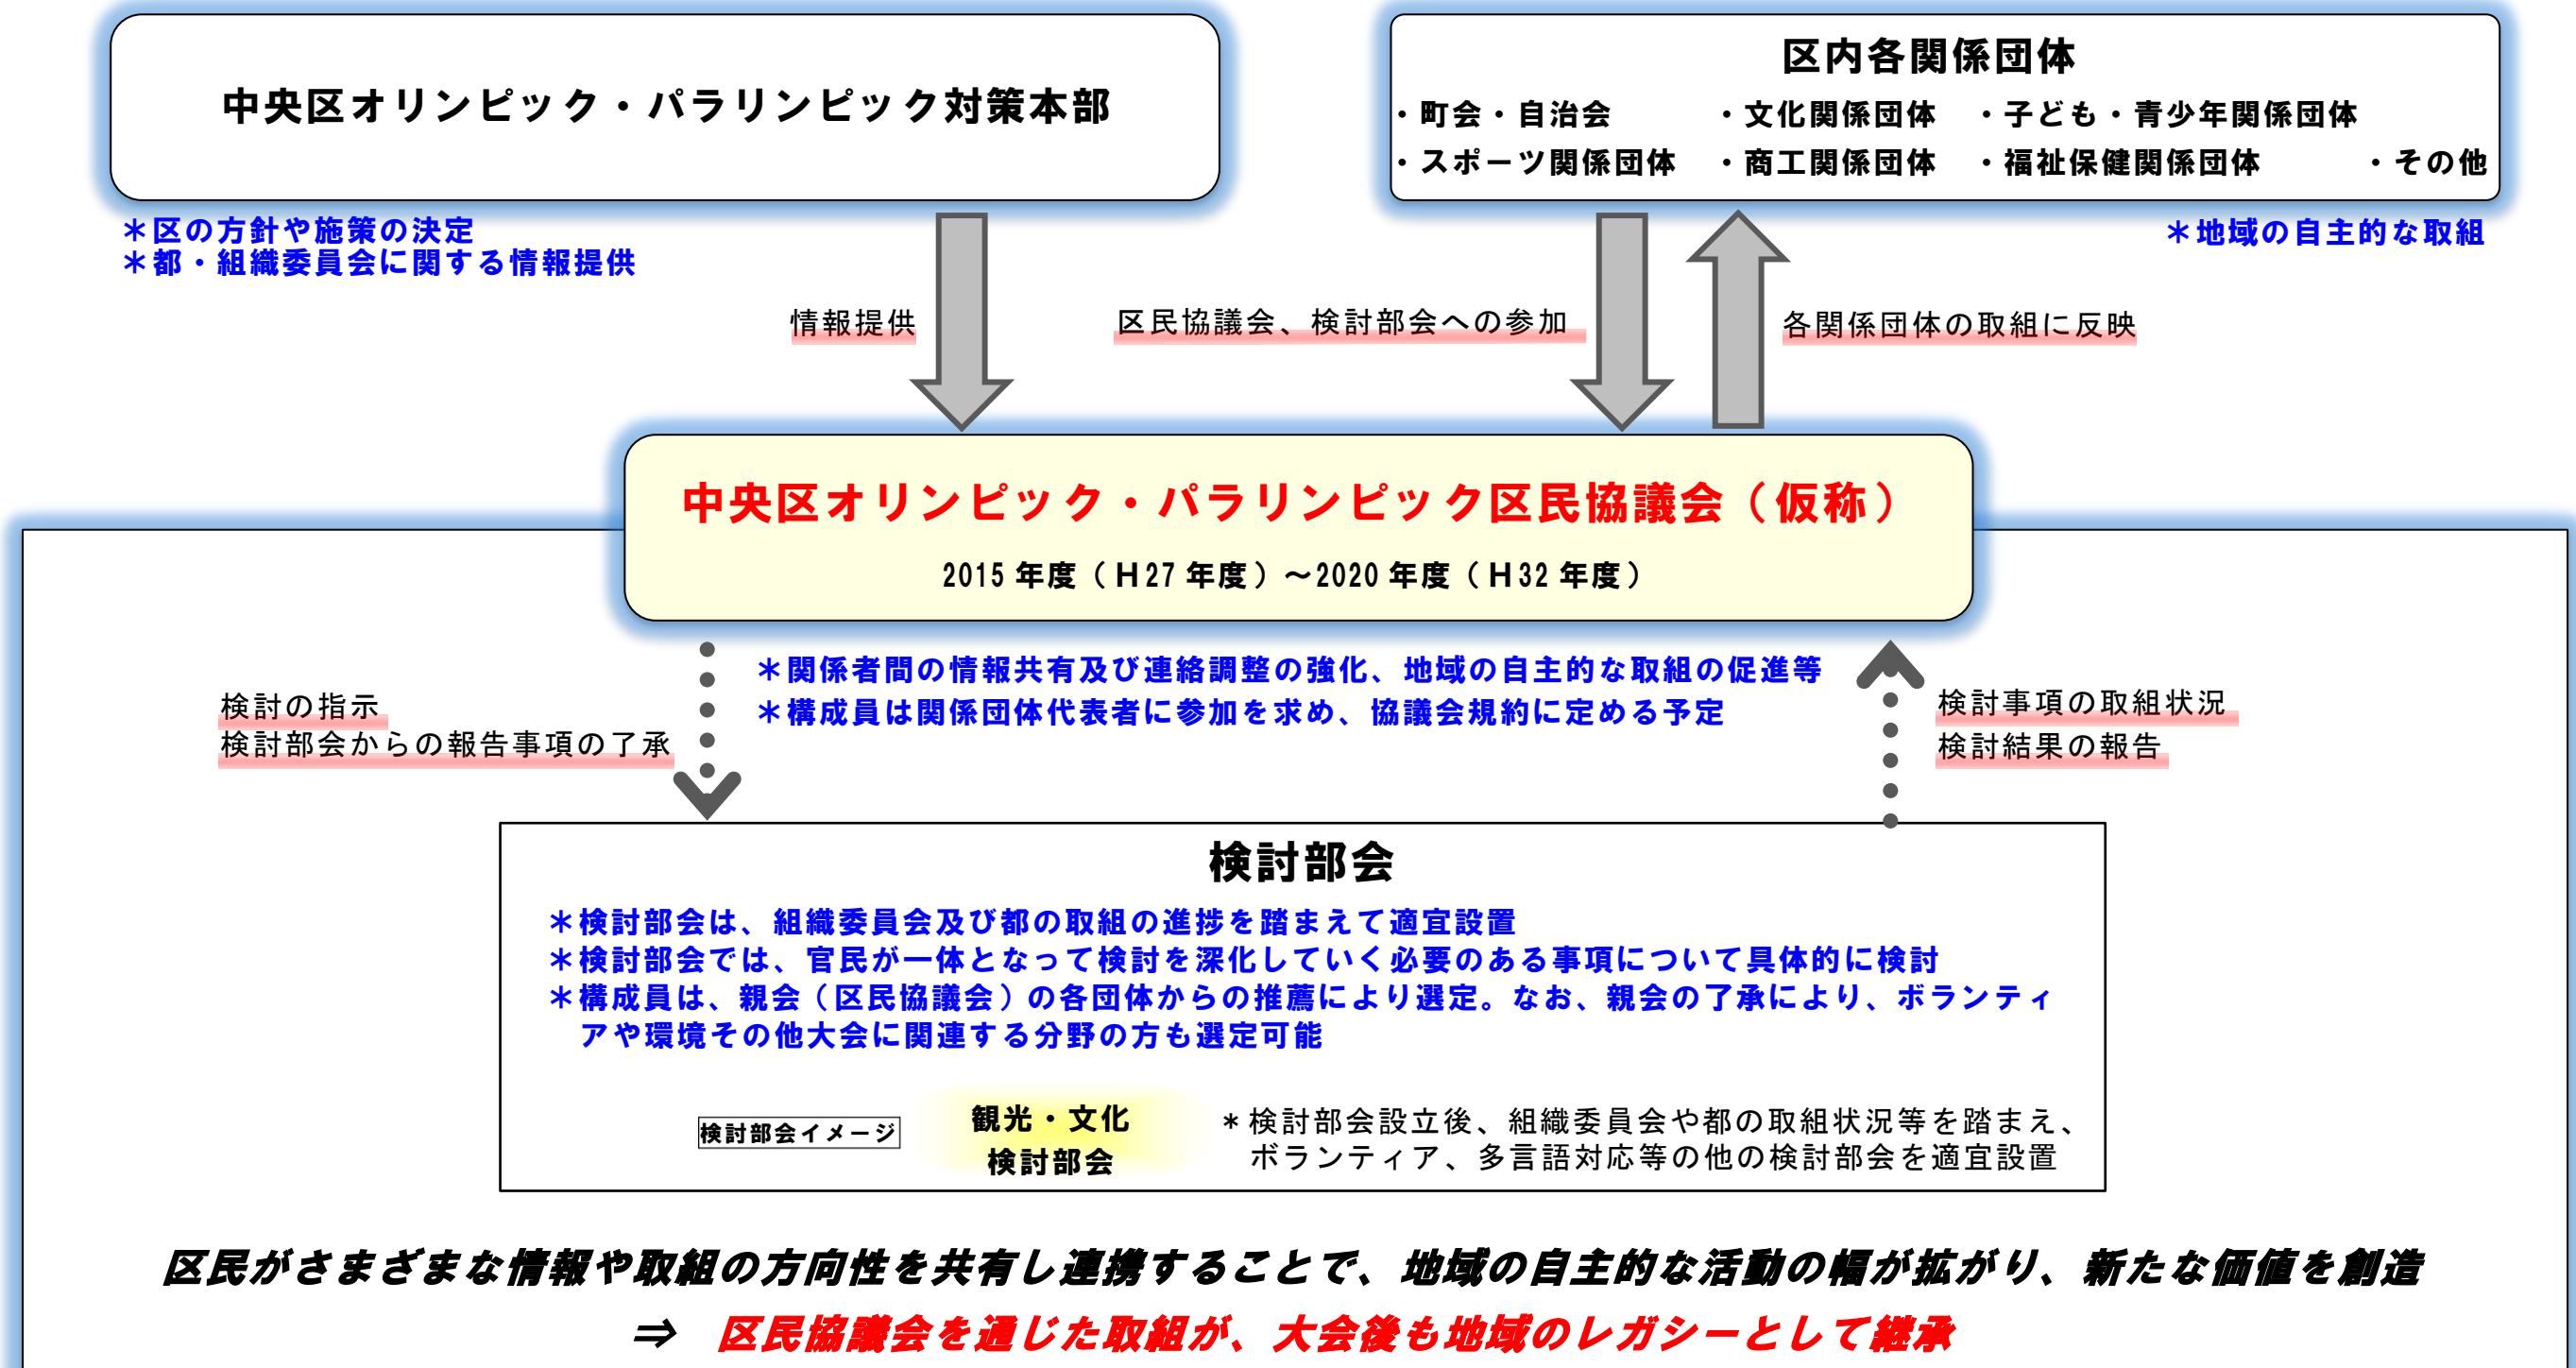 中央区オリンピック・パラリンピック対策本部
＊区の方針や施策の決定
＊都・組織委員会に関する情報提供
区内各関係団体
・町会・自治会　・文化関係団体　・子ども・青少年関係団体
・スポーツ関係団体　・商工関係団体　・福祉保健関係団体　・その他
＊地域の自主的な取組
情報提供
区民協議会、検討部会への参加
各関係団体の取組に反映
中央区オリンピック・パラリンピック区民協議会（仮称）
2015年度（H27年度）～2020年度（H32年度）
＊関係者間の情報共有及び連絡調整の強化、地域の自主的な取組の促進等
＊構成員は関係団体代表者に参加を求め、協議会規約に定める予定
検討の指示
検討部会からの報告事項の了承
検討事項の取組状況
検討結果の報告
検討部会
＊検討部会は、組織委員会及び都の取組の進捗を踏まえて適宜設置
＊検討部会では、官民が一体となって検討を深化していく必要のある事項について具体的に検討
＊構成員は、親会（区民協議会）の各団体からの推薦により選定。なお、親会の了承により、ボランティ
アや環境その他大会に関連する分野の方も選定可能
検討部会イメージ
観光・文化
検討部会
＊検討部会設立後、組織委員会や都の取組状況等を踏まえ、
ボランティア、多言語対応等の他の検討部会を適宜設置
区民がさまざまな情報や取組の方向性を共有し連携することで、地域の自主的な活動の幅が拡がり、新たな価値を創造
⇒　区民協議会を通じた取組が、大会後も地域のレガシーとして継承